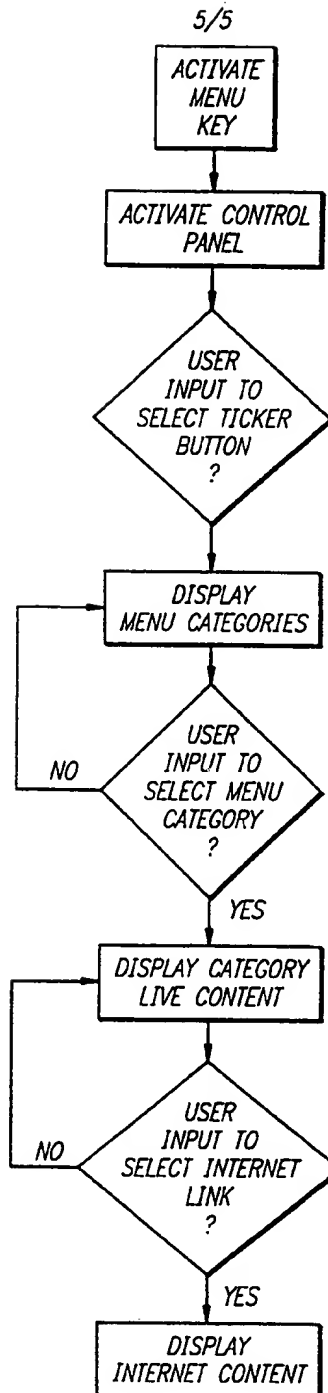 5/5
ACTIVATE
MENU
KEY
ACTIVATE CONTROL
PANEL
USER
INPUT TO
SELECT TICKER
BUTTON
?
DISPLAY
MENU CATEGORIES
USER
INPUT TO
SELECT MENU
CATEGORY
?
NO
YES
DISPLAY CATEGORY
LIVE CONTENT
USER
INPUT TO
SELECT INTERNET
LINK
?
NO
YES
DISPLAY
INTERNET CONTENT